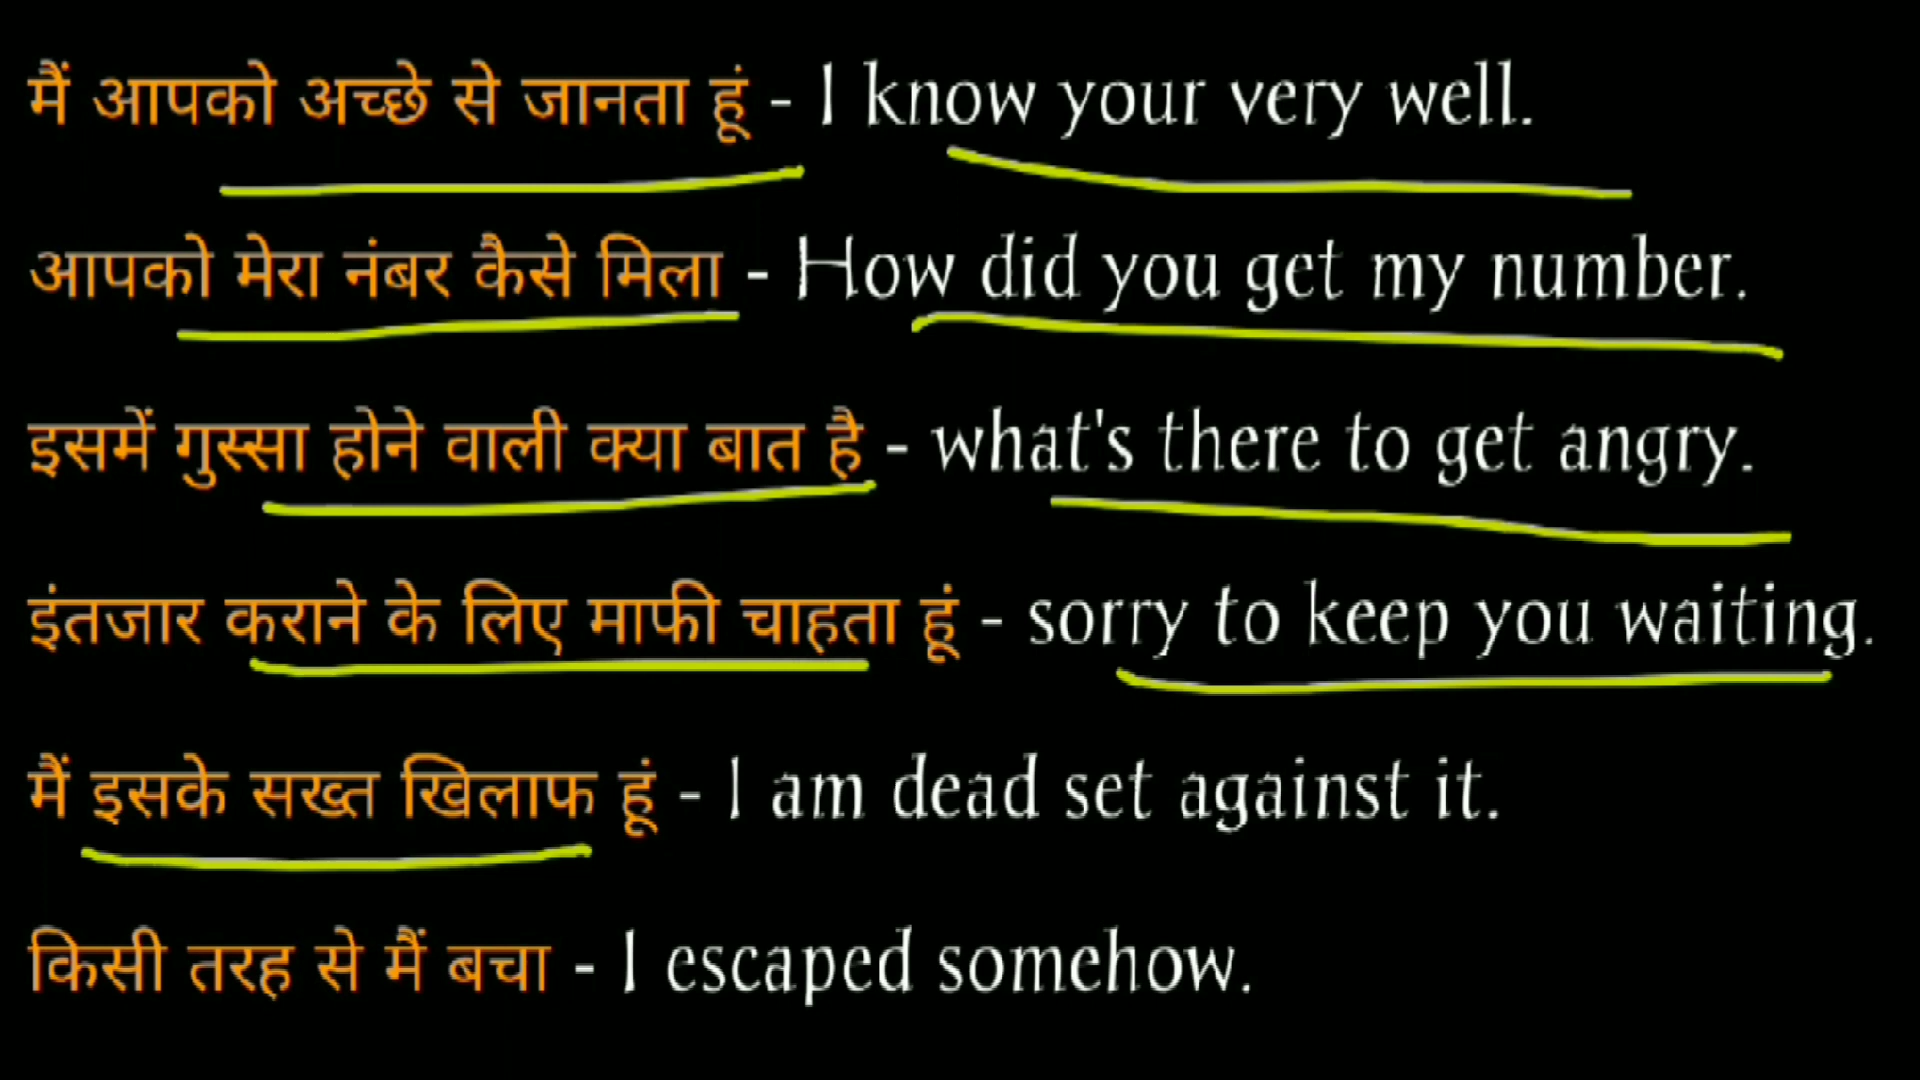 मैं आपको अच्छे से जानता हूं - I know your very well.
आपको मेरा नंबर कैसे मिला - How did you get my number.
इसमें गुस्सा होने वाली क्या बात है - what's there to get angry.
इंतजार कराने के लिए माफी चाहता हूं - sorry to keep you waiting.
मैं इसके सख्त खिलाफ हूं - I am dead set against it.
किसी तरह से मैं बचा - I escaped somehow.